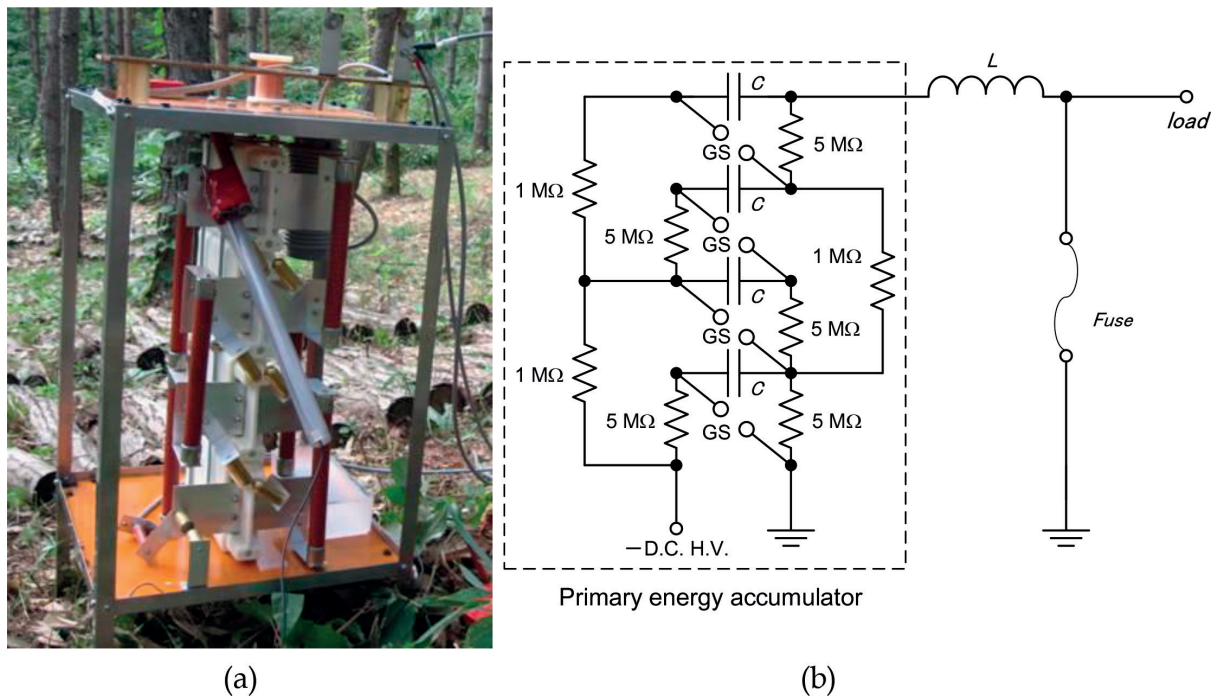 L
C
load
GS
5 MΩ
1 MΩ
C
5 MΩ
GS
1 MΩ
C
GS
5 MΩ
Fuse
1 MΩ
C
5 MΩ
GS
5 MΩ
—D.C. H.V.
Primary energy accumulator
(a)
(b)